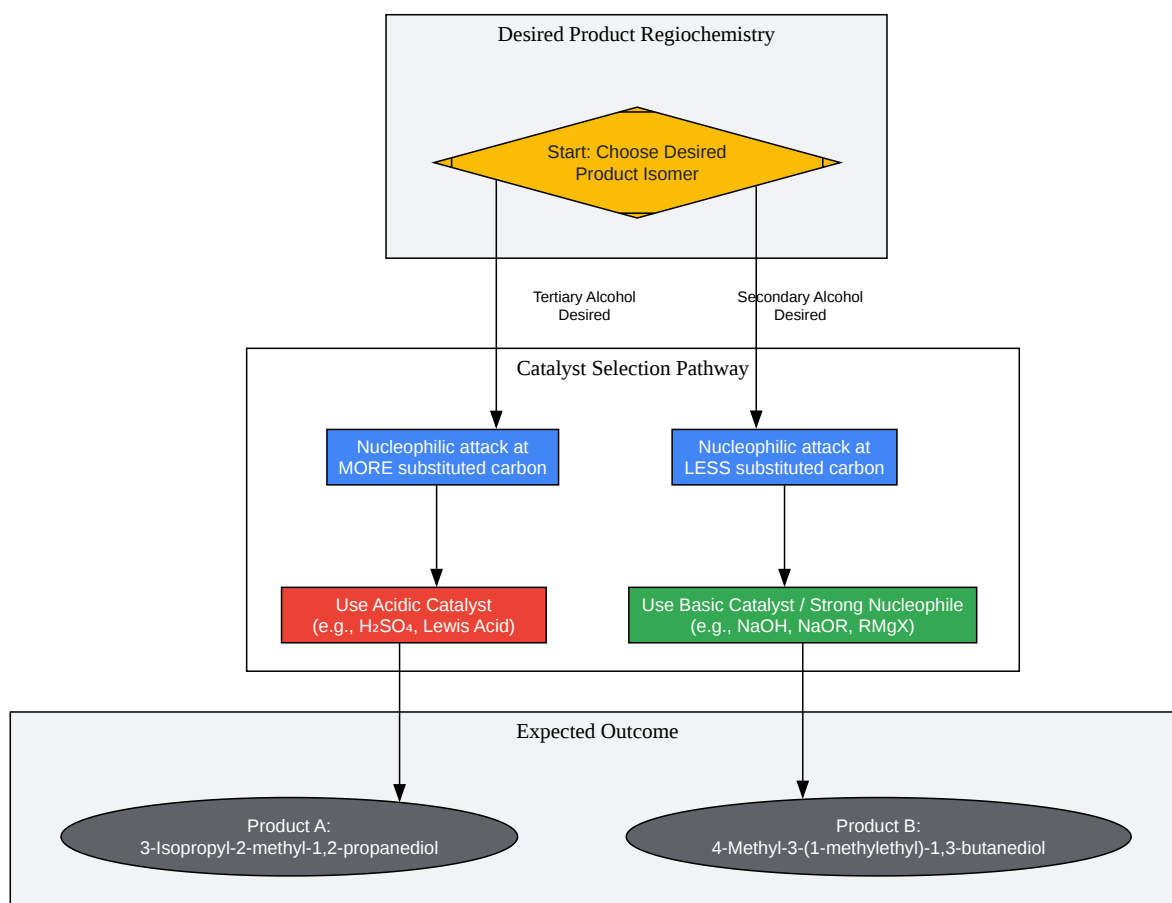 Desired Product Regiochemistry
Start: Choose Desired
Product Isomer
Tertiary Alcohol
Desired
Secondary Alcohol
Desired
Catalyst Selection Pathway
Nucleophilic attack at
MORE substituted carbon
Nucleophilic attack at
LESS substituted carbon
Use Acidic Catalyst
(e.g., H₂SO₄, Lewis Acid)
Use Basic Catalyst / Strong Nucleophile
(e.g., NaOH, NaOR, RMgX)
Expected Outcome
Product A:
3-Isopropyl-2-methyl-1,2-propanediol
Product B:
4-Methyl-3-(1-methylethyl)-1,3-butanediol